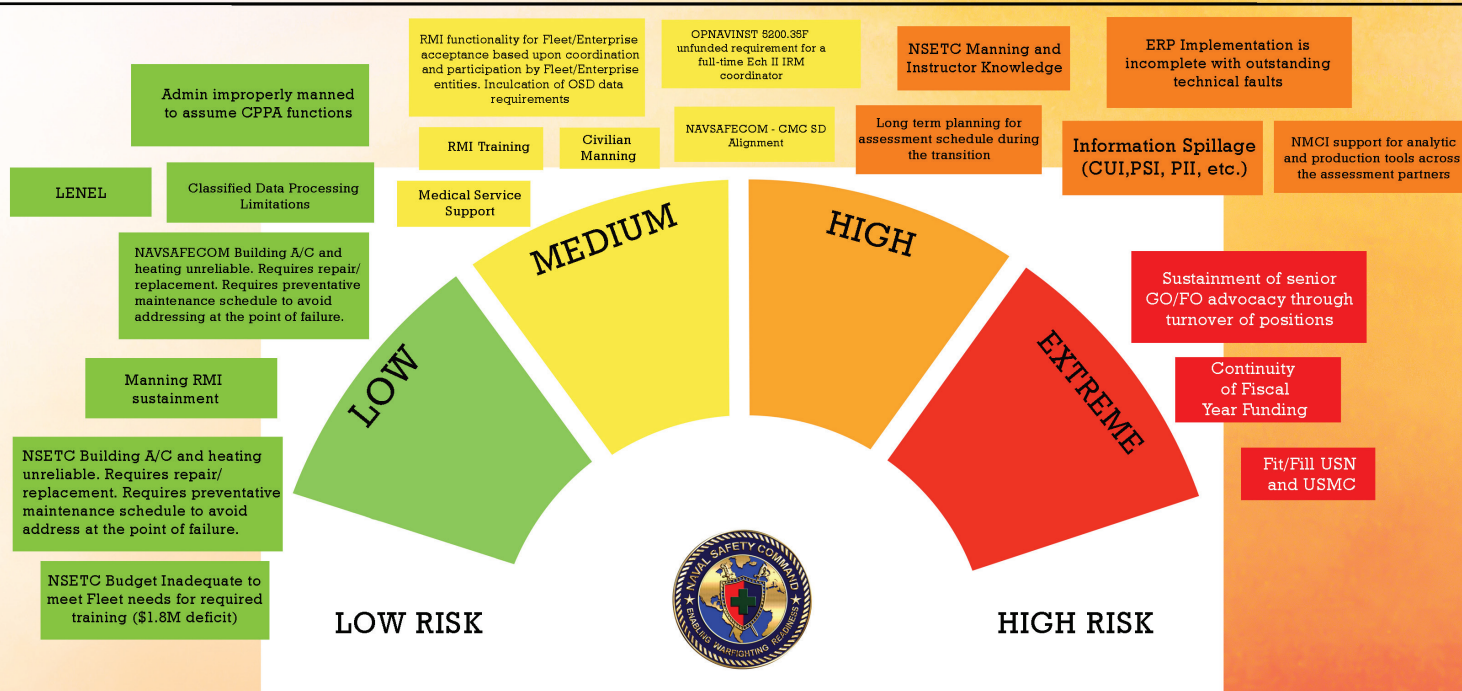 Admin improperly manned
to assume CPPA functions
LENEL
Classified Data Processing
Limitations
NAVSAFECOM Building A/C and
heating unreliable. Requires repair/
replacement. Requires preventative
maintenance schedule to avoid
addressing at the point of failure.
Manning RMI
sustainment
NSETC Building A/C and heating
unreliable. Requires repair/
replacement. Requires preventative
maintenance schedule to avoid
address at the point of failure.
NSETC Budget Inadequate to
meet Fleet needs for required
training ($1.8M deficit)
RMI functionality for Fleet/Enterprise
acceptance based upon coordination
and participation by Fleet/Enterprise
entities. Inculcation of OSD data
requirements
OPNAVINST 5200.35F
unfunded requirement for a
full-time Ech II IRM
coordinator
RMI Training
Civilian
Manning
NAVSAFECOM - CMC SD
Alignment
Medical Service
Support
NSETC Manning and
Instructor Knowledge
ERP Implementation is
incomplete with outstanding
technical faults
Long term planning for
assessment schedule during
the transition
Information Spillage
(CUI,PSI, PII, etc.)
NMCI support for analytic
and production tools across
the assessment partners
Sustainment of senior
GO/FO advocacy through
turnover of positions
Continuity
of Fiscal
Year Funding
Fit/Fill USN
and USMC
LOW
MEDIUM
HIGH
EXTREME
LOW RISK
NAVAL SAFETY COMMAND
ENABLING WARFIGHTING READINESS
HIGH RISK